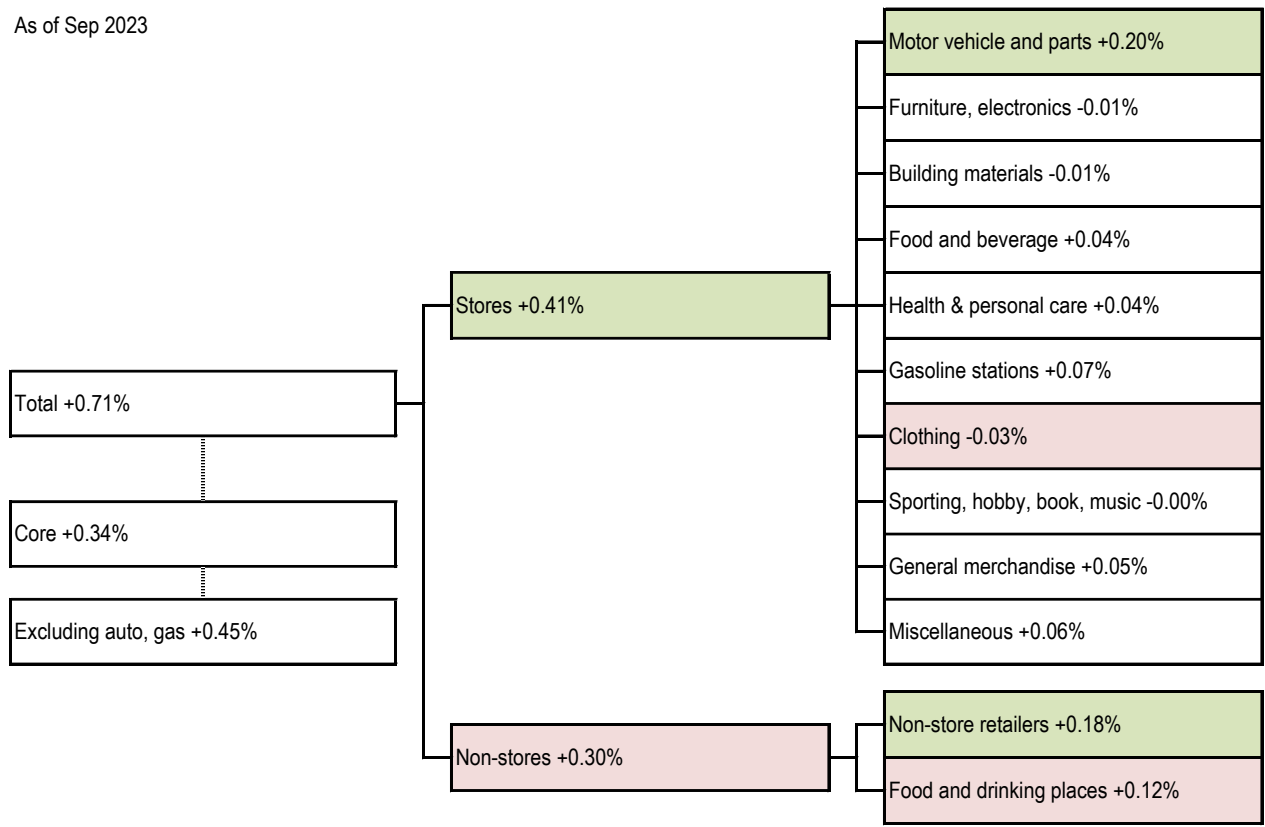 As of Sep 2023
Total +0.71%
Core +0.34%
Excluding auto, gas +0.45%
Stores +0.41%
Non-stores +0.30%
Motor vehicle and parts +0.20%
Furniture, electronics -0.01%
Building materials -0.01%
Food and beverage +0.04%
Health & personal care +0.04%
Gasoline stations +0.07%
Clothing -0.03%
Sporting, hobby, book, music -0.00%
General merchandise +0.05%
Miscellaneous +0.06%
Non-store retailers +0.18%
Food and drinking places +0.12%